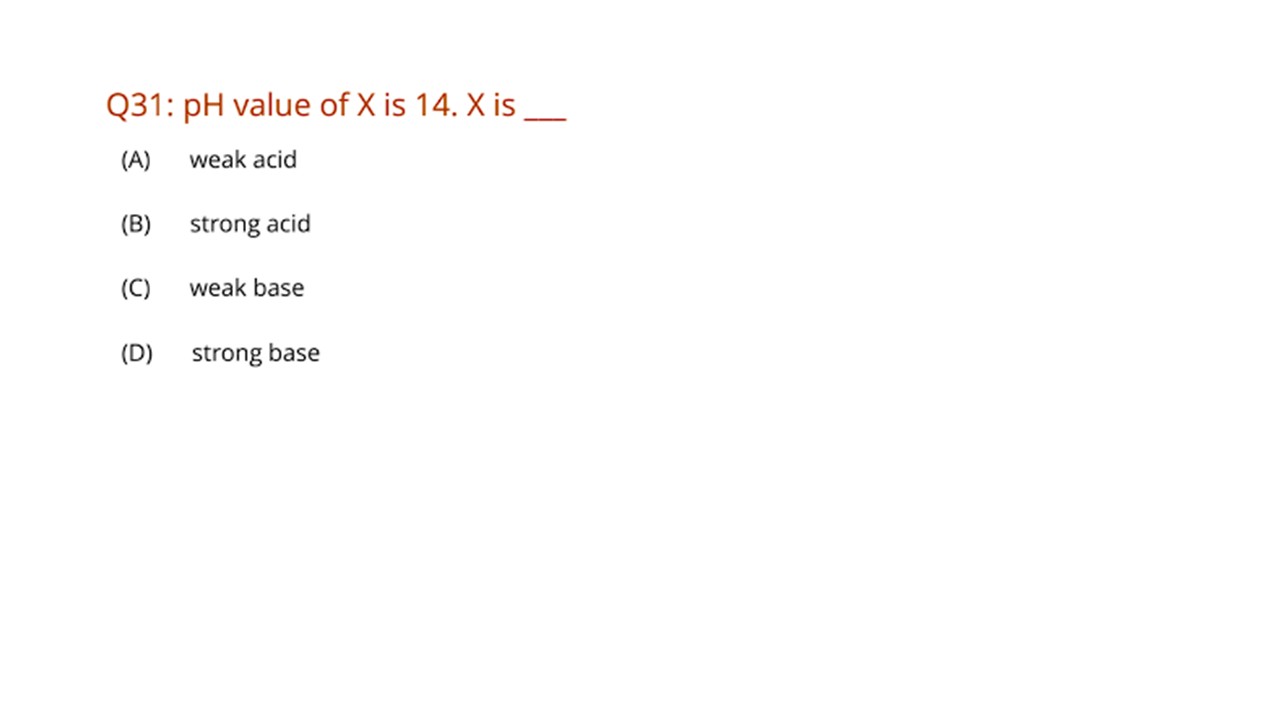 Q31: pH value of X is 14. X is ___
(A) weak acid
(B) strong acid
(C) weak base
(D) strong base